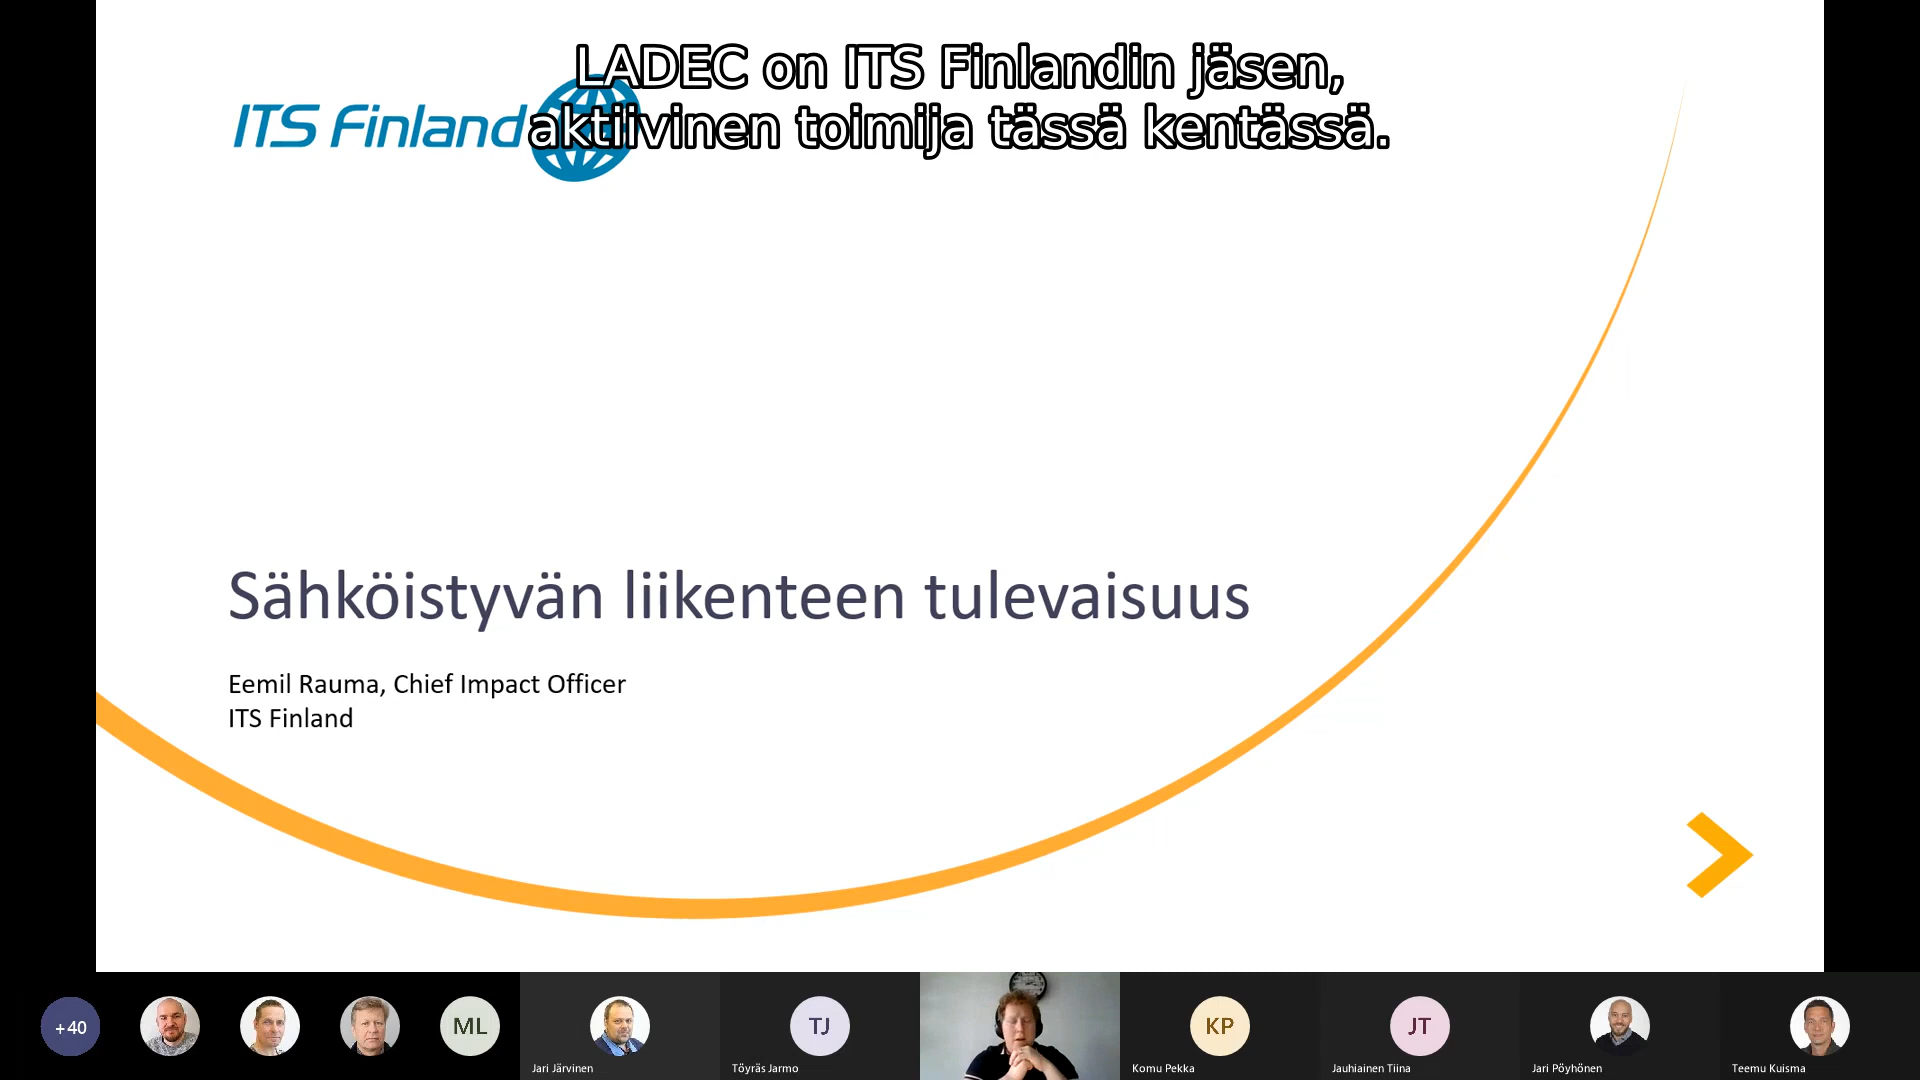 LADEC on ITS Finlandin jäsen,
aktiivinen toimija tässä kentässä.
ITS Finland
Sähköistyvän liikenteen tulevaisuus
Eemil Rauma, Chief Impact Officer
ITS Finland
+40
ML
Jari Järvinen
TJ
Töyräs Jarmo
KP
Komu Pekka
JT
Jauhiainen Tiina
Jari Pöyhönen
Teemu Kuisma